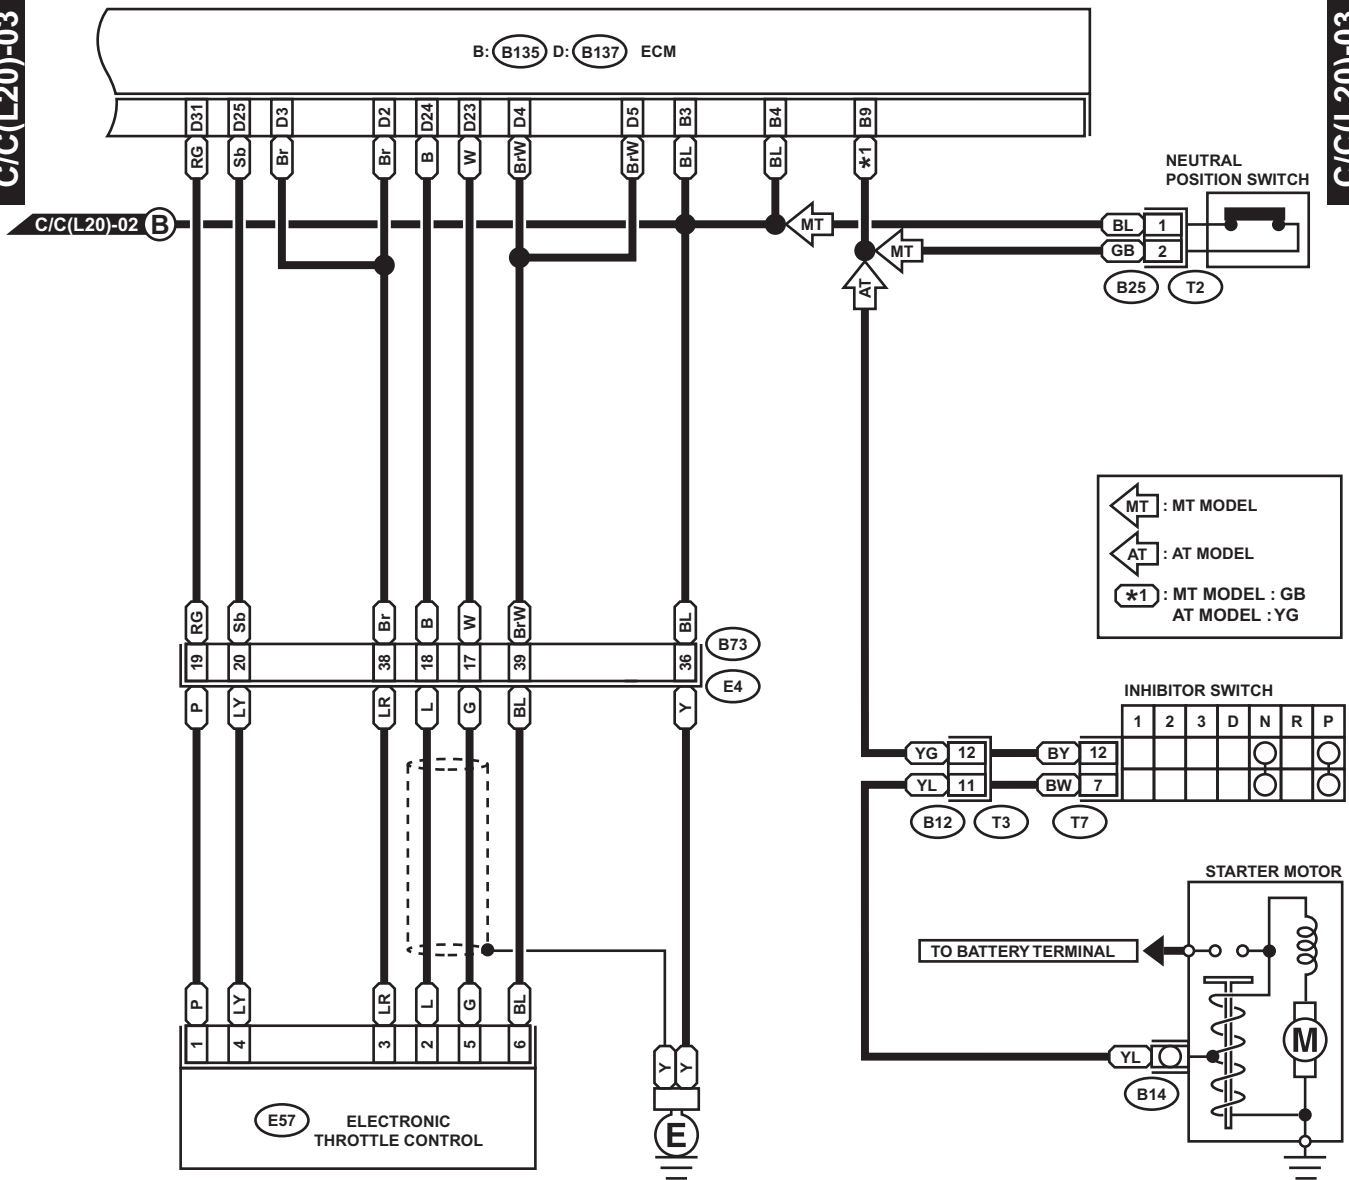 C/C(L20)-03
C/C(L20)-03
B: B135 D: B137 ECM
D31 D25 D3 D2 D24 D23 D4 D5 B3 B4 B9
RG Sb Br Br B W BrW BrW BL BL *1
NEUTRAL
POSITION SWITCH
C/C(L20)-02 B
MT
BL 1
MT
GB 2
B25 T2
AT
MT : MT MODEL
AT : AT MODEL
*1 : MT MODEL : GB
AT MODEL : YG
RG Sb Br B W BrW BL
19 20 38 18 17 39 36
B73
E4
P LY LR L G BL Y
INHIBITOR SWITCH
1 2 3 D N R P
YG 12 BY 12
YL 11 BW 7
B12 T3 T7
STARTER MOTOR
TO BATTERY TERMINAL
M
P LY LR L G BL
1 4 3 2 5 6
Y Y
YL
B14
E57
ELECTRONIC
THROTTLE CONTROL
E